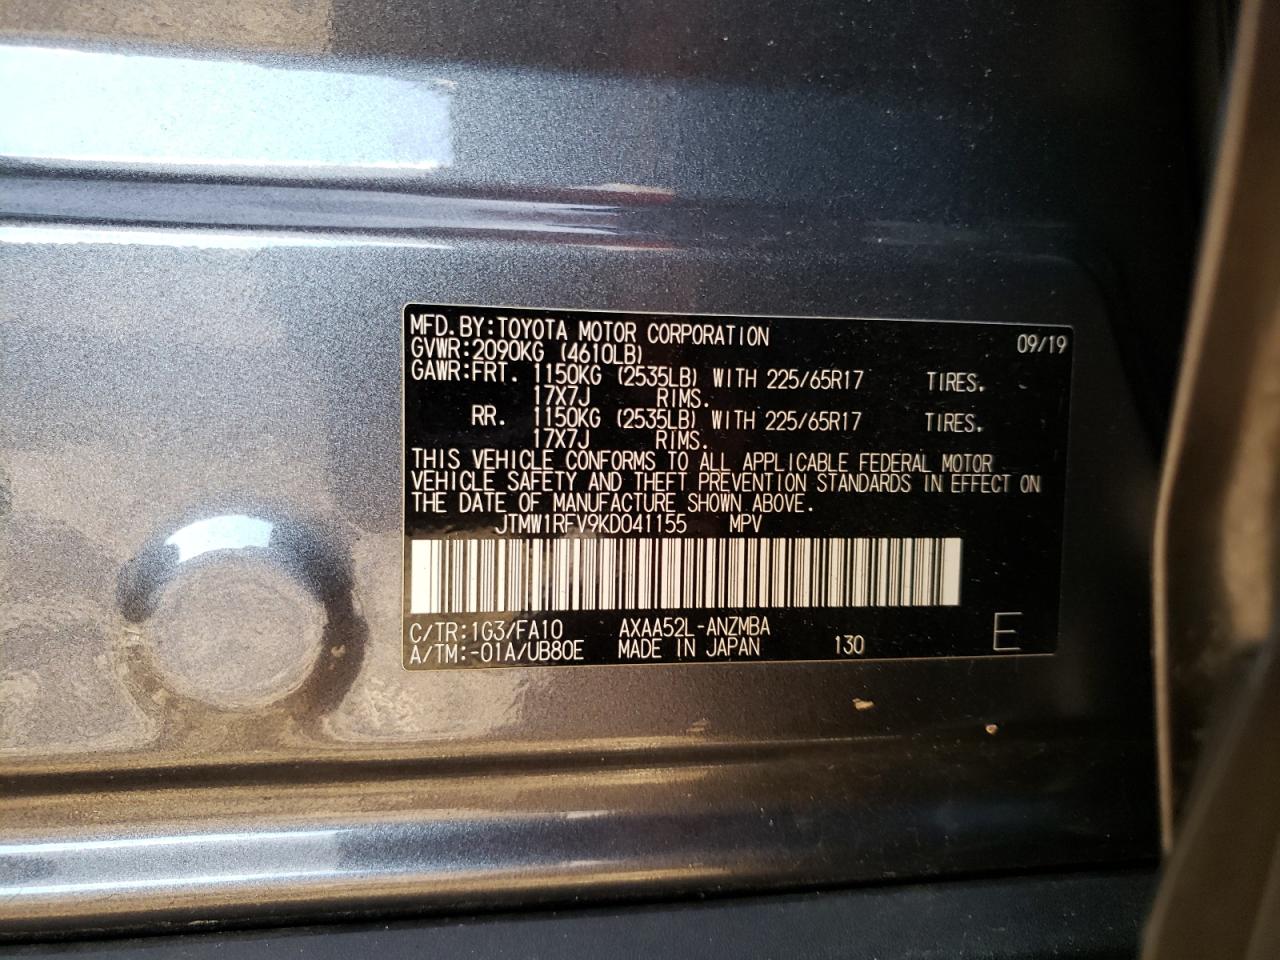 MFD.BY:TOYOTA MOTOR CORPORATION 09/19
GVWR:2090KG (4610LB)
GAWR:FRT. 1150KG (2535LB) WITH 225/65R17 TIRES.
17X7J RIMS.
RR. 1150KG (2535LB) WITH 225/65R17 TIRES.
17X7J RIMS.
THIS VEHICLE CONFORMS TO ALL APPLICABLE FEDERAL MOTOR
VEHICLE SAFETY AND THEFT PREVENTION STANDARDS IN EFFECT ON
THE DATE OF MANUFACTURE SHOWN ABOVE.
JTMW1RFV9KD041155 MPV
C/TR:1G3/FA10 AXAA52L-ANZMBA
A/TM:-01A/UB80E MADE IN JAPAN 130 E